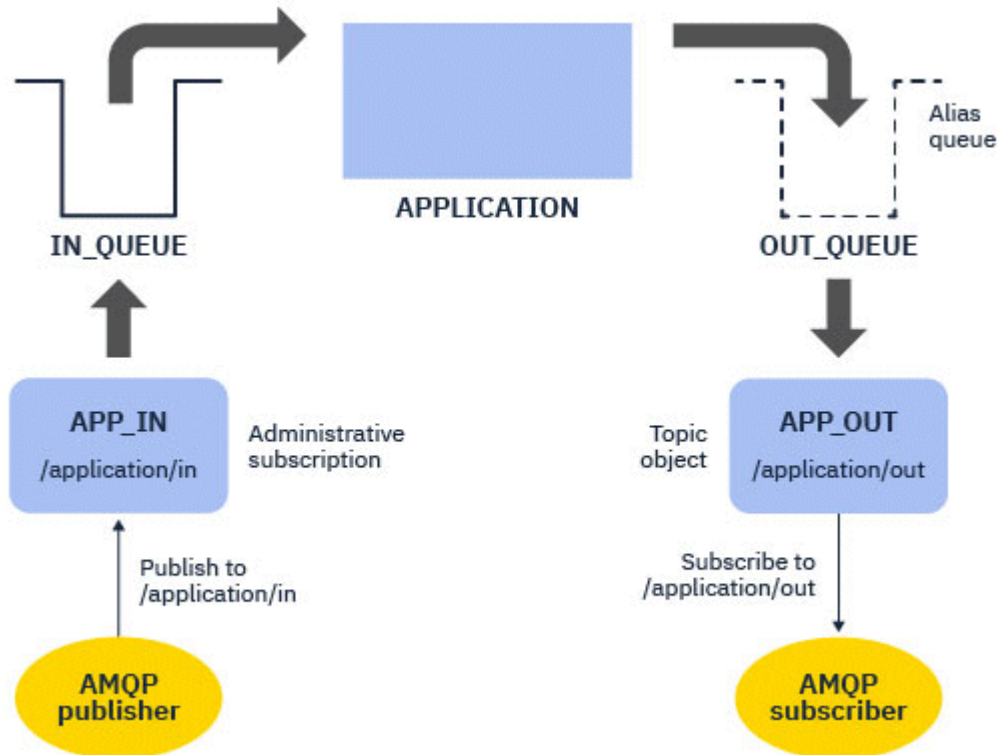 Alias
queue
APPLICATION
IN_QUEUE
OUT_QUEUE
APP_IN
/application/in
Administrative
subscription
Topic
object
APP_OUT
/application/out
Publish to
/application/in
Subscribe to
/application/out
AMQP
publisher
AMQP
subscriber